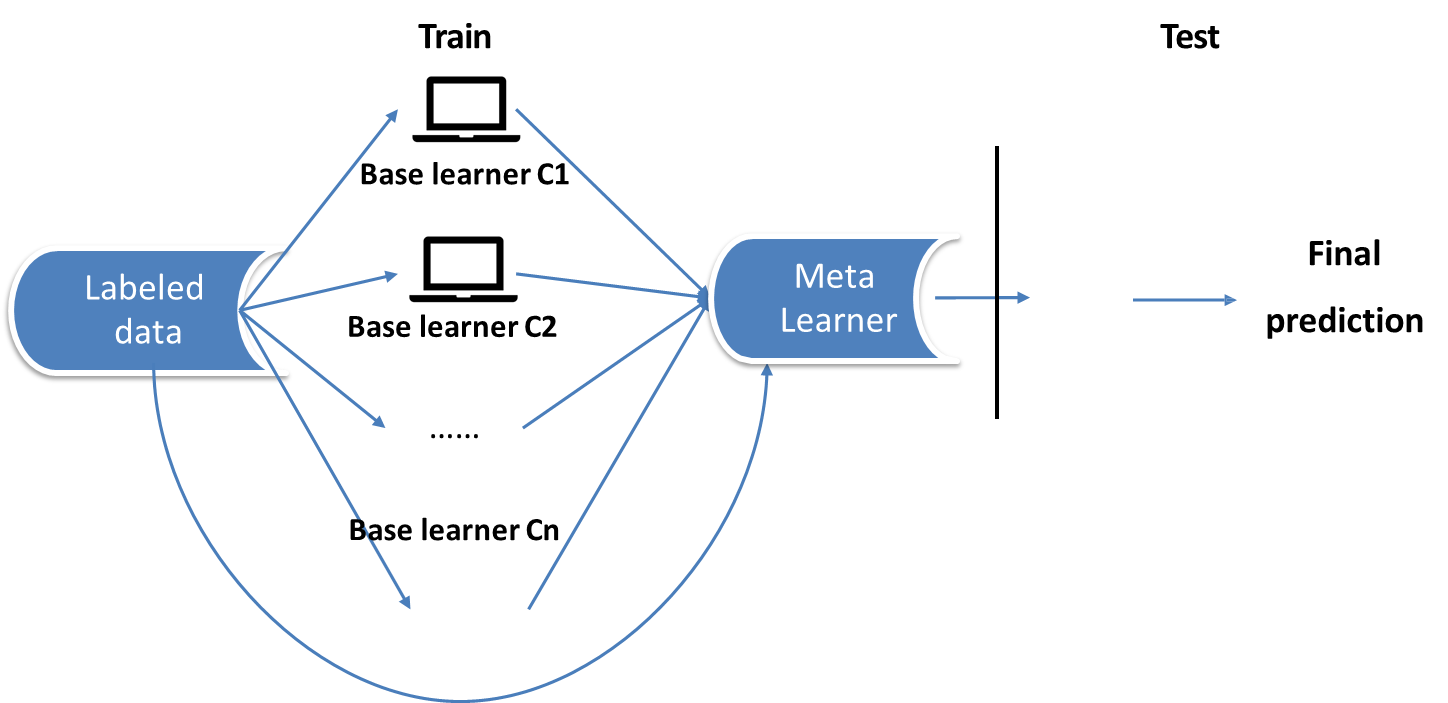 Train
Test
Base learner C1
Labeled
data
Base learner C2
Meta
Learner
Final
prediction
……
Base learner Cn